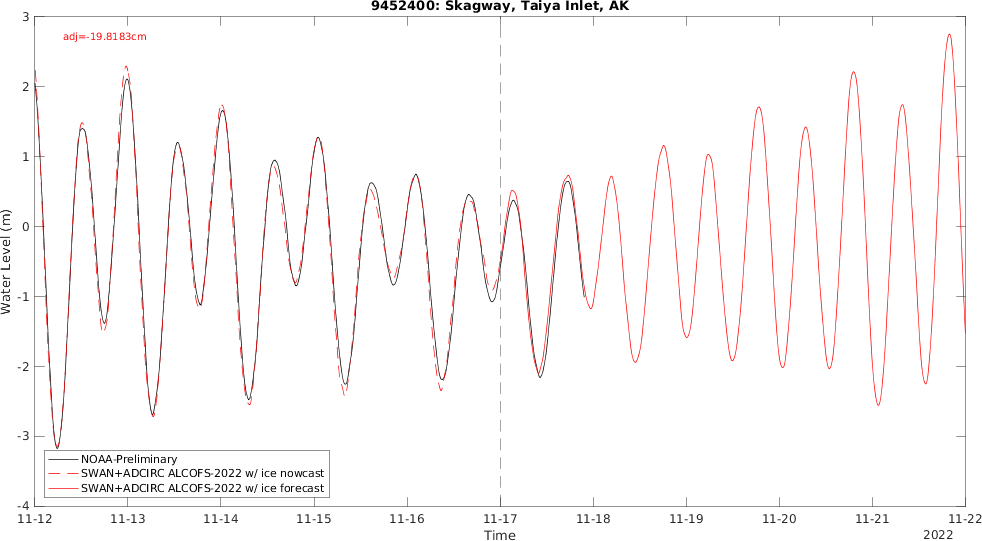 9452400: Skagway, Taiya Inlet, AK
adj=-19.8183cm
Water Level (m)
3
2
1
0
-1
-2
-3
-4
NOAA-Preliminary
SWAN+ADCIRC ALCOFS-2022 w/ ice nowcast
SWAN+ADCIRC ALCOFS-2022 w/ ice forecast
11-12 11-13 11-14 11-15 11-16 11-17 11-18 11-19 11-20 11-21 11-22
Time
2022